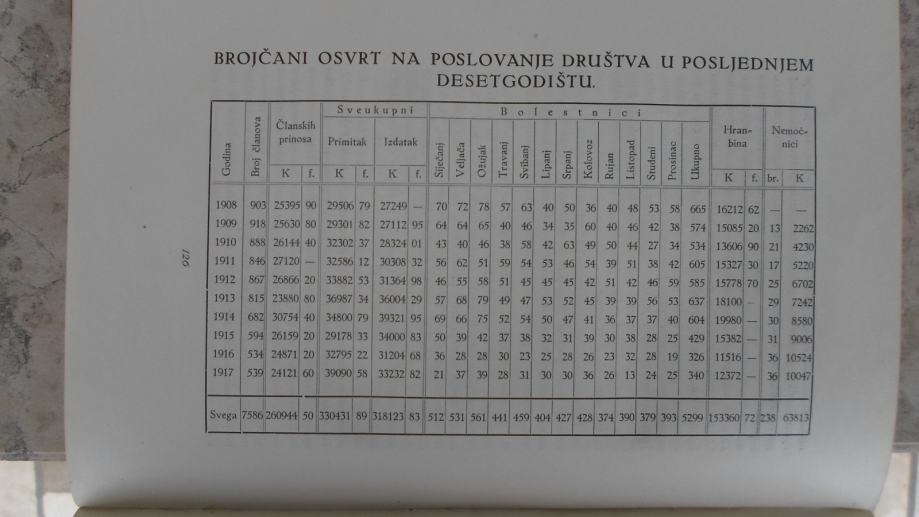 BROJČANI OSVRT NA POSLOVANJE DRUŠTVA U POSLJEDNJEM
DESETGODIŠTU.
Godina Broj članova Članskih prinosa Sveukupni Bolestnici Hranbina Nemoćnici
Primitak Izdatak Siječanj Veljača Ožujak Travanj Svibanj Lipanj Srpanj Kolovoz Rujan Listopad Studeni Prosinac Ukupno
K f. K f. K f. K f. br. K
1908 903 25395 90 29506 79 27249 — 70 72 78 57 63 40 50 36 40 48 53 58 665 16212 62 — —
1909 918 25630 80 29301 82 27112 95 64 64 65 40 46 34 35 60 40 46 42 38 574 15085 20 13 2262
1910 888 26144 40 32302 37 28324 01 43 40 46 38 58 42 63 49 50 44 27 34 534 13606 90 21 4230
1911 846 27120 — 32586 12 30308 32 56 62 51 59 54 53 46 54 39 51 38 42 605 15327 30 17 5220
1912 867 26866 20 33882 53 31364 98 46 55 58 51 45 45 45 42 51 42 46 59 585 15778 70 25 6702
1913 815 23880 80 36987 34 36004 29 57 68 79 49 47 53 52 45 39 39 56 53 637 18100 – 29 7242
1914 682 30754 40 34800 79 39321 95 69 66 75 52 54 50 47 41 36 37 37 40 604 19980 – 30 8580
1915 594 26159 20 29178 33 34000 83 50 39 42 37 38 32 31 39 30 38 28 25 429 15382 — 31 9006
1916 534 24871 20 32795 22 31204 68 36 28 28 30 23 25 28 26 23 32 28 19 326 11516 — 36 10524
1917 539 24121 60 39090 58 33232 82 21 37 39 28 31 30 30 36 26 13 24 25 340 12372 — 36 10047
Svega 7586 260944 50 330431 89 318123 83 512 531 561 441 459 404 427 428 374 390 379 393 5299 153360 72 238 63813
126